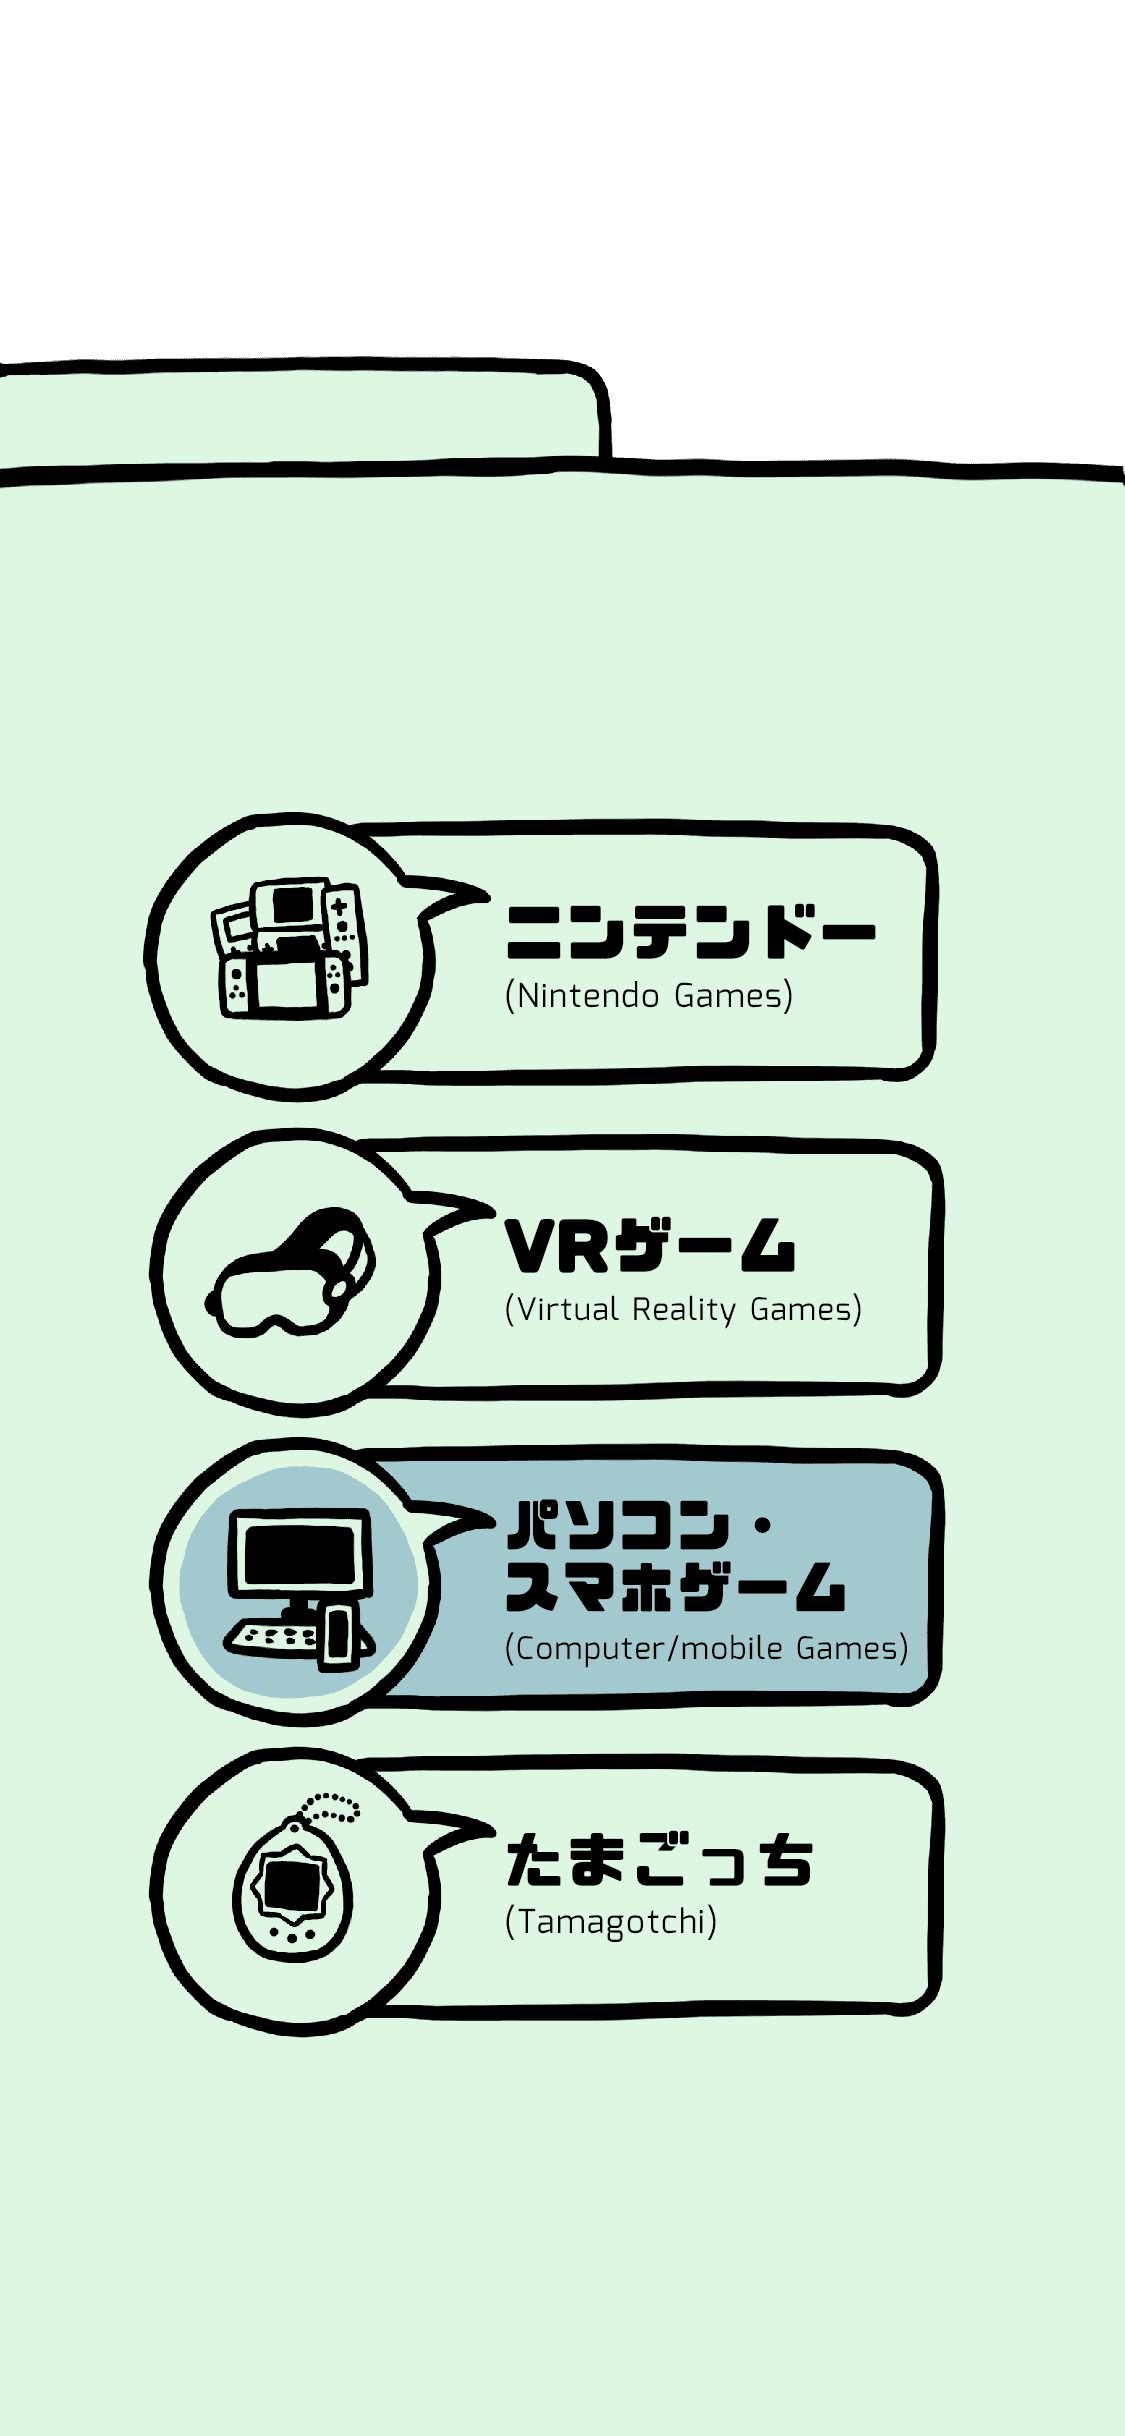 ニンテンドー
(Nintendo Games)
VRゲーム
(Virtual Reality Games)
パソコン・
スマホゲーム
(Computer/mobile Games)
たまごっち
(Tamagotchi)